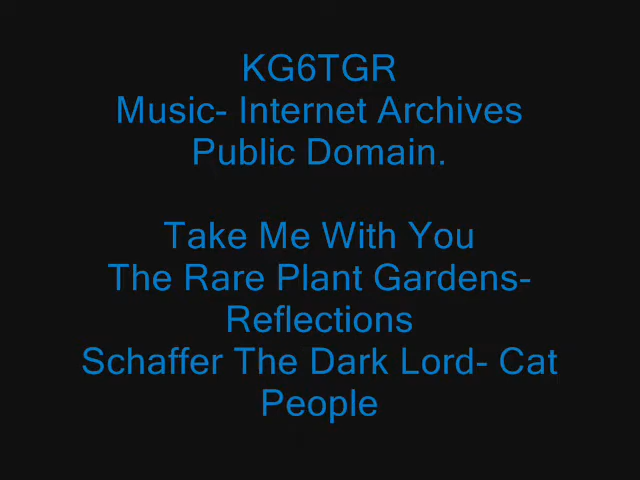 KG6TGR
Music- Internet Archives
Public Domain.
Take Me With You
The Rare Plant Gardens-
Reflections
Schaffer The Dark Lord- Cat
People